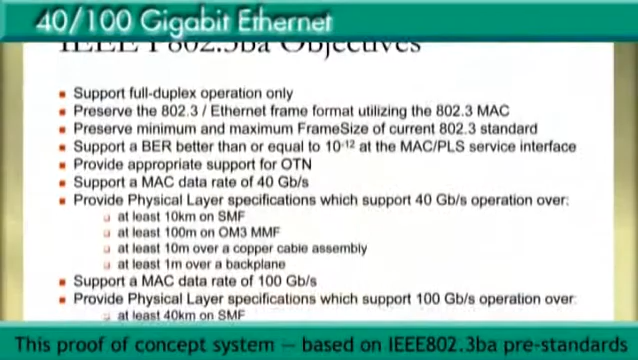 40/100 Gigabit Ethernet
IEEE P802.3ba Objectives
Support full-duplex operation only
Preserve the 802.3 / Ethernet frame format utilizing the 802.3 MAC
Preserve minimum and maximum FrameSize of current 802.3 standard
Support a BER better than or equal to 10-12 at the MAC/PLS service interface
Provide appropriate support for OTN
Support a MAC data rate of 40 Gb/s
Provide Physical Layer specifications which support 40 Gb/s operation over:
at least 10km on SMF
at least 100m on OM3 MMF
at least 10m over a copper cable assembly
at least 1m over a backplane
Support a MAC data rate of 100 Gb/s
Provide Physical Layer specifications which support 100 Gb/s operation over:
at least 40km on SMF
This proof of concept system – based on IEEE802.3ba pre-standards